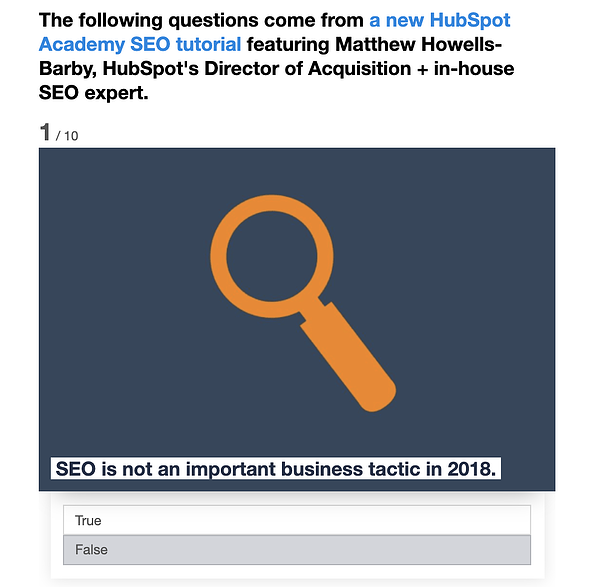 The following questions come from a new HubSpot
Academy SEO tutorial featuring Matthew Howells-
Barby, HubSpot's Director of Acquisition + in-house
SEO expert.
1 / 10
SEO is not an important business tactic in 2018.
True
False